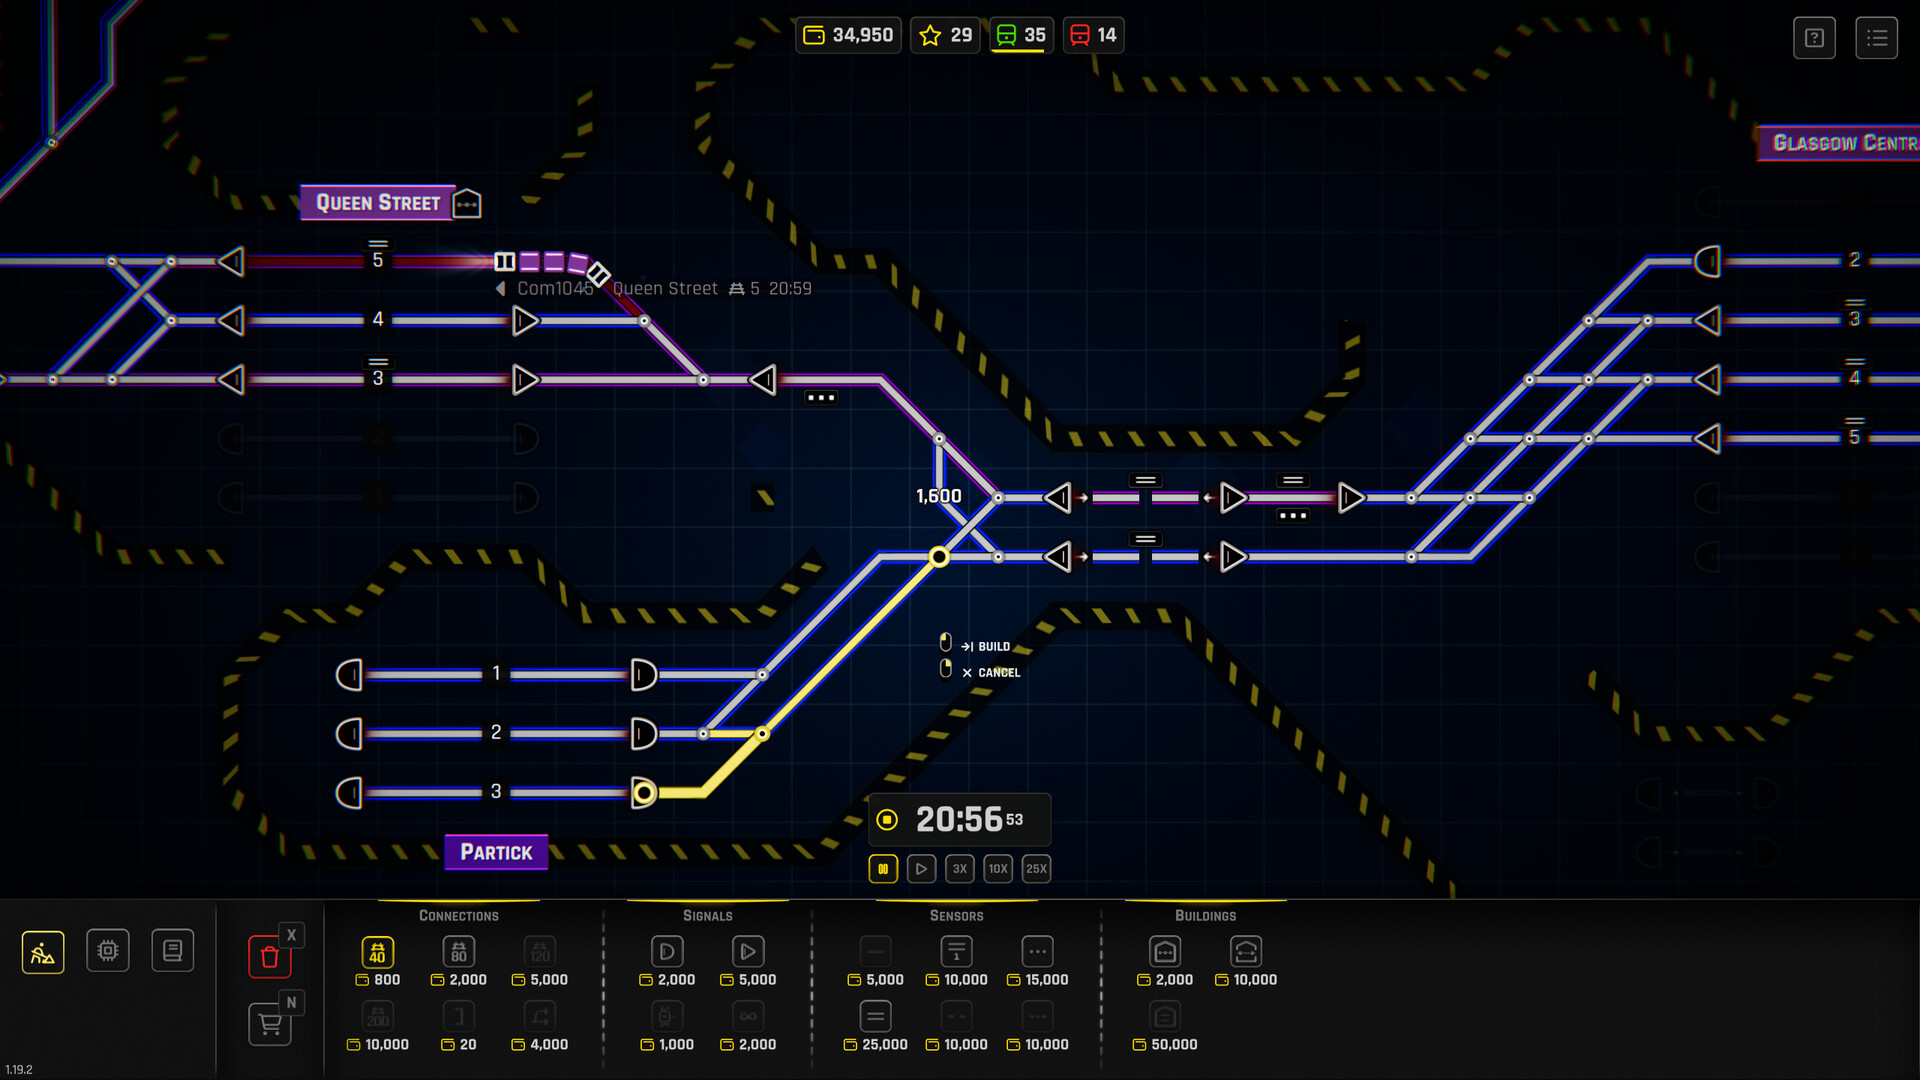 34,950
29
35
14
GLASGOW CENTR
QUEEN STREET
5
Com1045 Queen Street 5 20:59
4
3
2
3
4
5
1,600
BUILD
CANCEL
1
2
3
PARTICK
20:56 53
3X
10X
25X
CONNECTIONS
SIGNALS
SENSORS
BUILDINGS
X
N
40
800
80
2,000
120
5,000
200
10,000
20
4,000
2,000
5,000
1,000
2,000
5,000
1
10,000
15,000
25,000
10,000
10,000
2,000
10,000
50,000
1.19.2